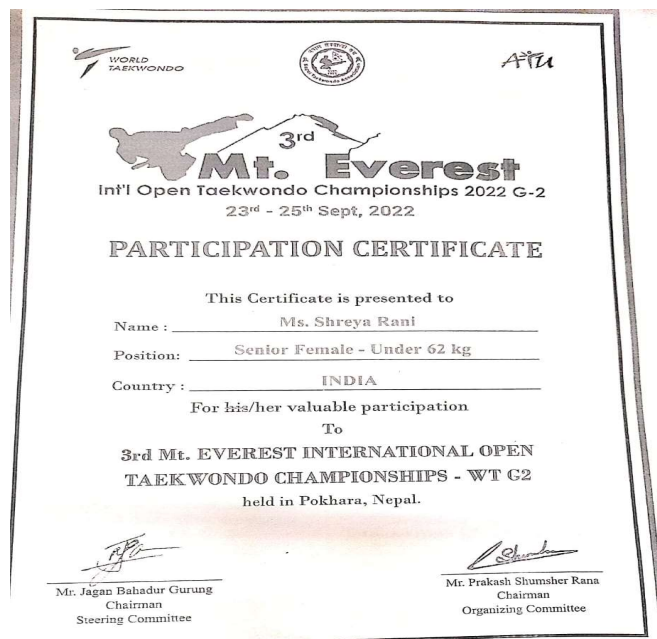 WORLD
TAEKWONDO
ATU
3rd
Mt. Everest
Int'l Open Taekwondo Championships 2022 G-2
23rd - 25th Sept, 2022
PARTICIPATION CERTIFICATE
This Certificate is presented to
Name : Ms. Shreya Rani
Position: Senior Female - Under 62 kg
Country : INDIA
For his/her valuable participation
To
3rd Mt. EVEREST INTERNATIONAL OPEN
TAEKWONDO CHAMPIONSHIPS - WT G2
held in Pokhara, Nepal.
Mr. Jagan Bahadur Gurung
Chairman
Steering Committee
Mr. Prakash Shumsher Rana
Chairman
Organizing Committee